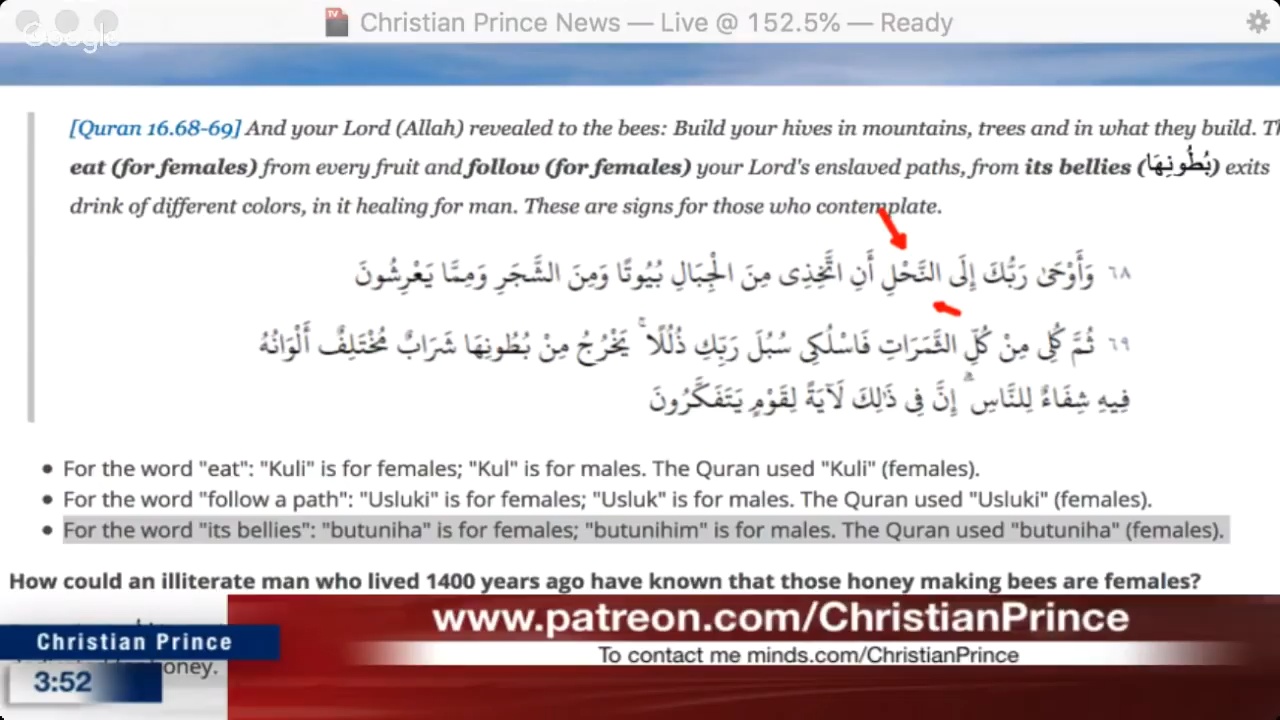 Christian Prince News — Live @ 152.5% — Ready
Google
[Quran 16.68-69] And your Lord (Allah) revealed to the bees: Build your hives in mountains, trees and in what they build.
eat (for females) from every fruit and follow (for females) your Lord's enslaved paths, from its bellies (بُطُونِهَا) exits
drink of different colors, in it healing for man. These are signs for those who contemplate.
٦٨ وَأَوْحَىٰ رَبُّكَ إِلَى النَّحْلِ أَنِ اتَّخِذِى مِنَ الْجِبَالِ بُيُوتًا وَمِنَ الشَّجَرِ وَمِمَّا يَعْرِشُونَ
٦٩ ثُمَّ كُلِى مِنْ كُلِّ الثَّمَرَاتِ فَاسْلُكِى سُبُلَ رَبِّكِ ذُلُلًا ۚ يَخْرُجُ مِنْ بُطُونِهَا شَرَابٌ مُخْتَلِفٌ أَلْوَانُهُ
فِيهِ شِفَاءٌ لِلنَّاسِ ۗ إِنَّ فِى ذَٰلِكَ لَآيَةً لِقَوْمٍ يَتَفَكَّرُونَ
• For the word "eat": "Kuli" is for females; "Kul" is for males. The Quran used "Kuli" (females).
• For the word "follow a path": "Usluki" is for females; "Usluk" is for males. The Quran used "Usluki" (females).
• For the word "its bellies": "butuniha" is for females; "butunihim" is for males. The Quran used "butuniha" (females).
How could an illiterate man who lived 1400 years ago have known that those honey making bees are females?
www.patreon.com/ChristianPrince
Christian Prince
To contact me minds.com/ChristianPrince
3:52